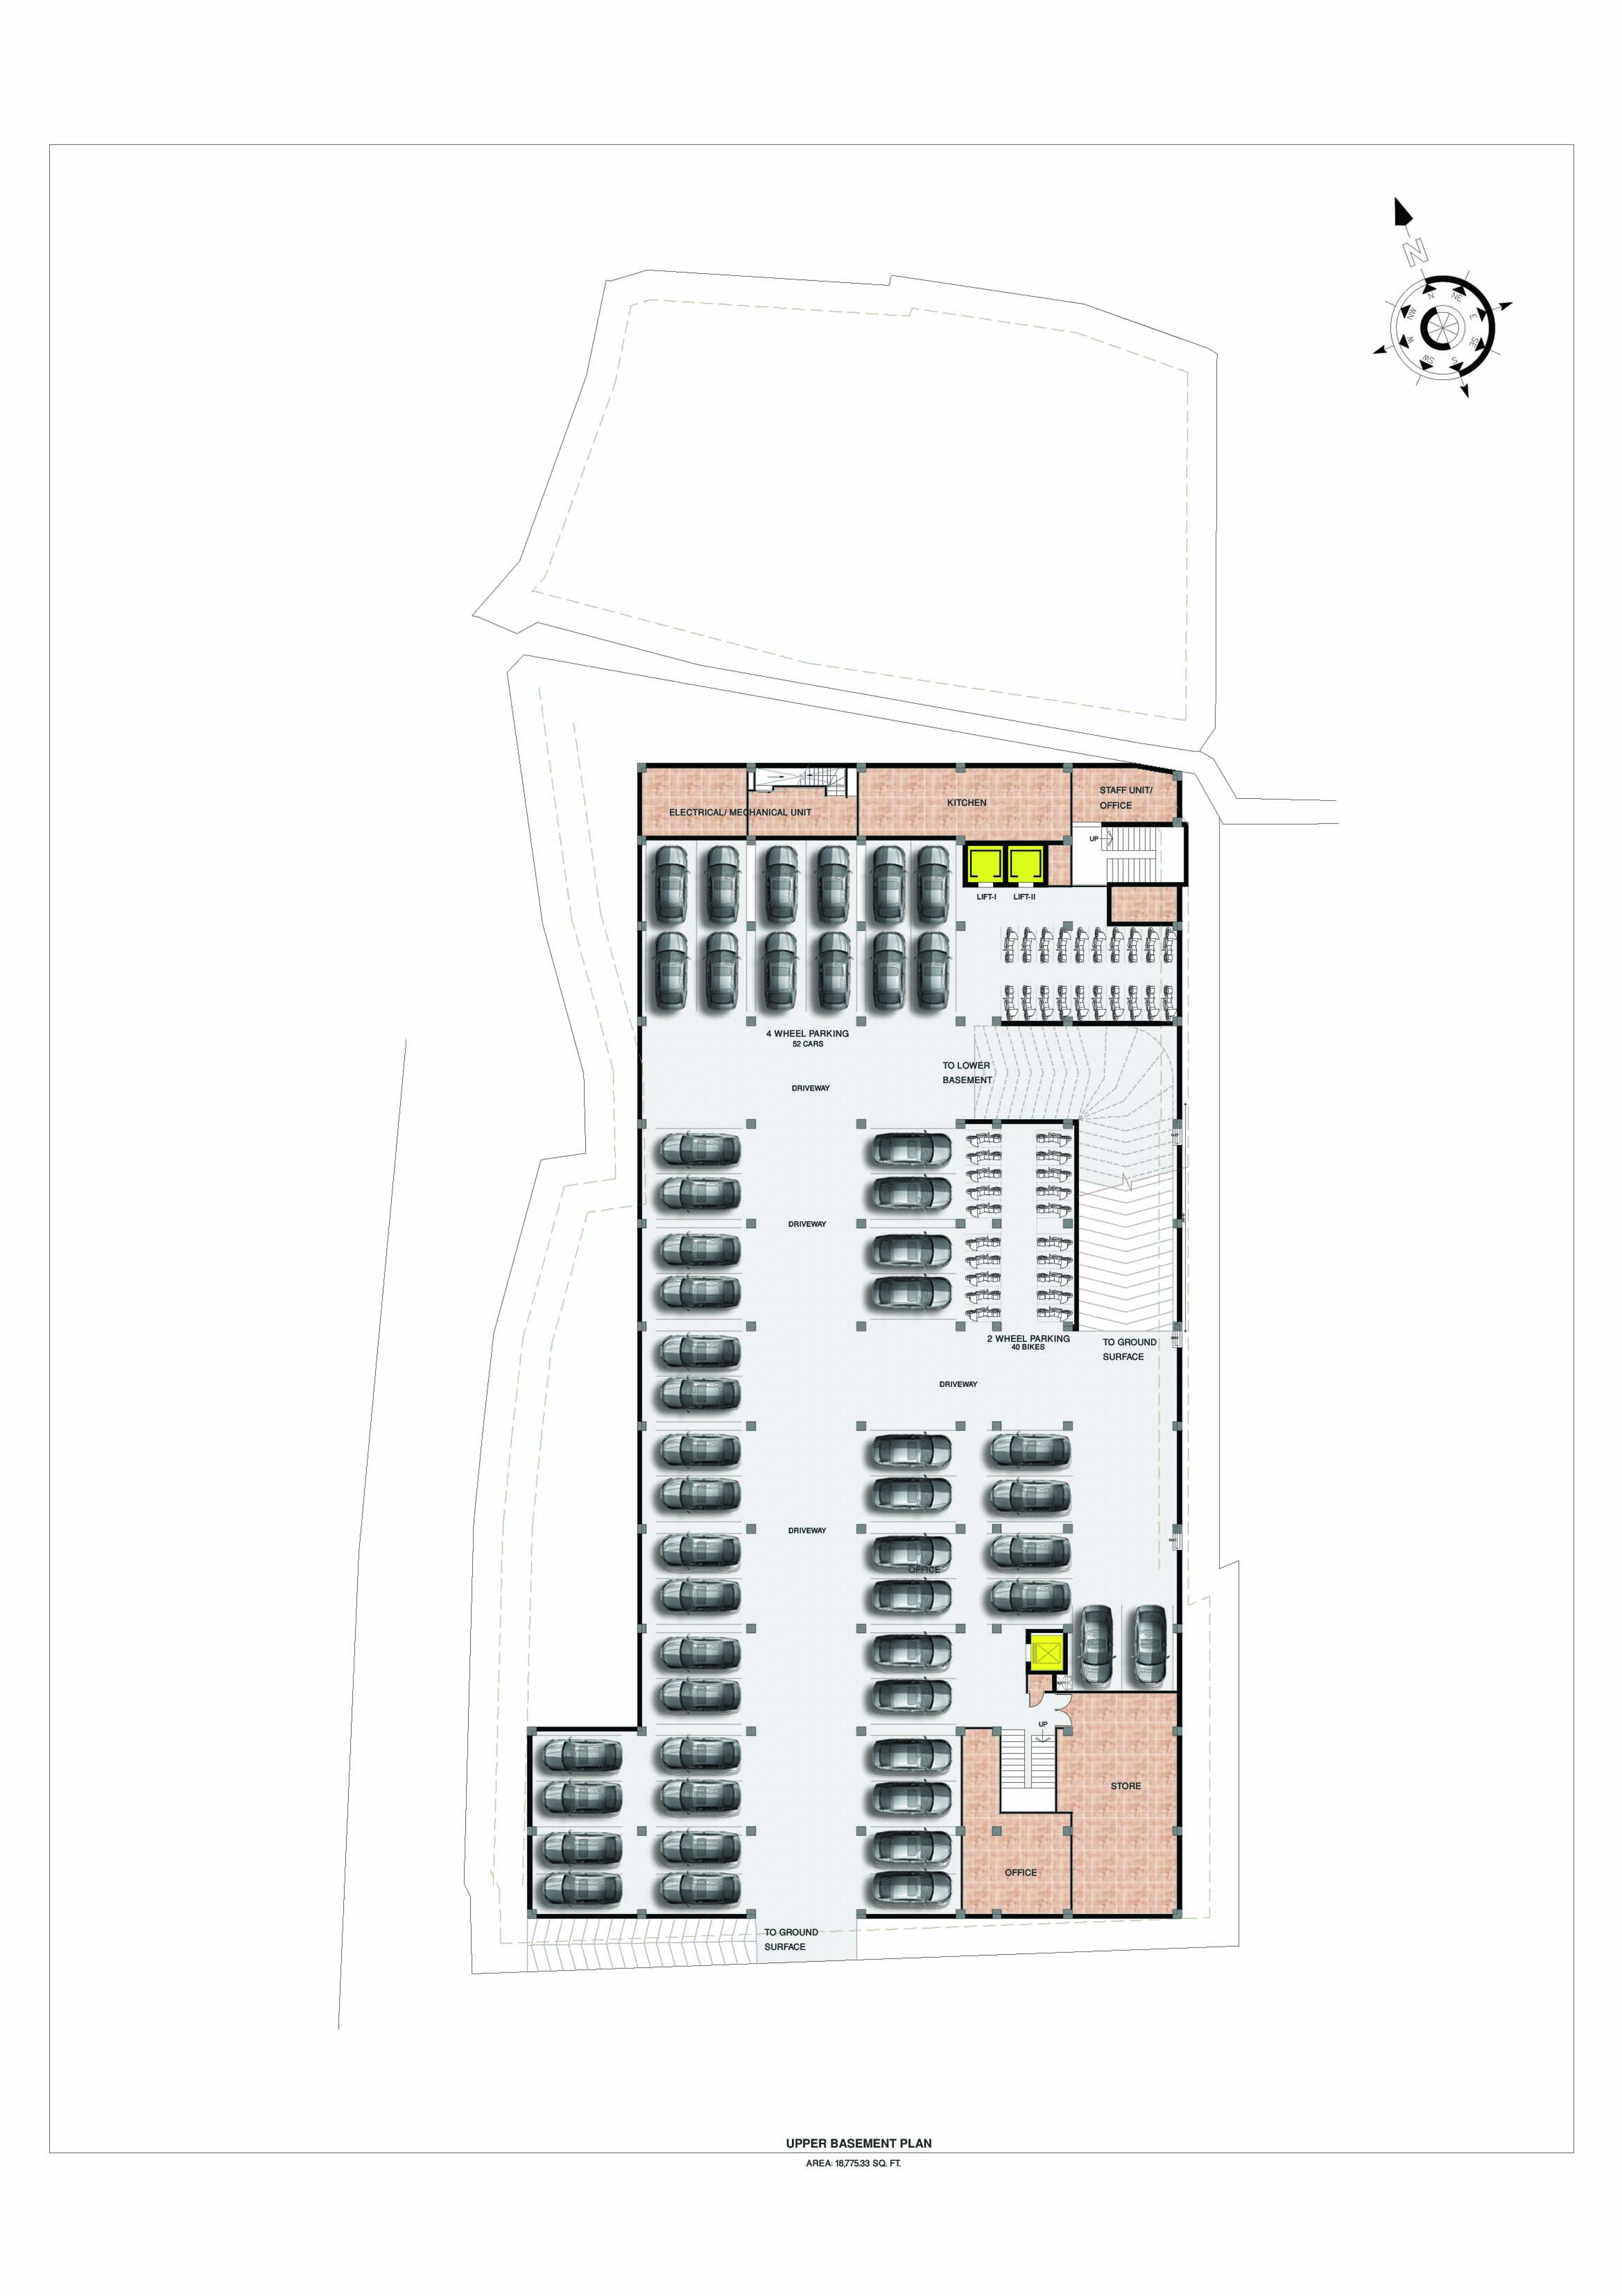 N
N
NE
E
SE
S
SW
W
NW
ELECTRICAL/ MECHANICAL UNIT
KITCHEN
STAFF UNIT/
OFFICE
UP
LIFT-I
LIFT-II
4 WHEEL PARKING
52 CARS
TO LOWER
BASEMENT
DRIVEWAY
DRIVEWAY
2 WHEEL PARKING
40 BIKES
TO GROUND
SURFACE
DRIVEWAY
DRIVEWAY
OFFICE
UP
STORE
OFFICE
TO GROUND
SURFACE
UPPER BASEMENT PLAN
AREA: 18,775.33 SQ. FT.